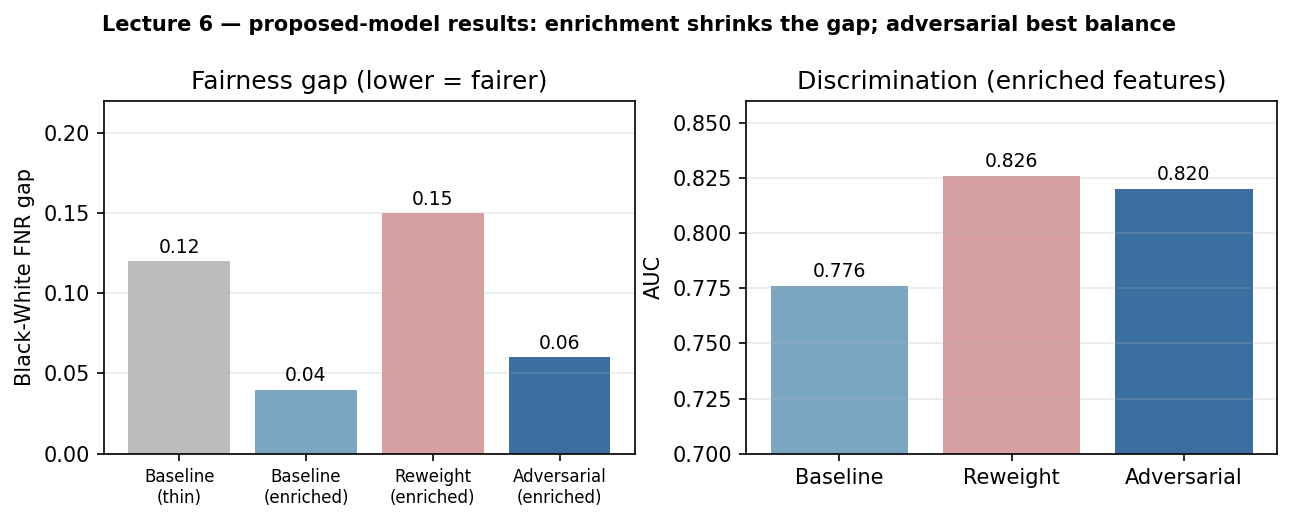 Lecture 6 — proposed-model results: enrichment shrinks the gap; adversarial best balance
Fairness gap (lower = fairer)
Black-White FNR gap
0.20
0.15
0.10
0.05
0.00
0.12
0.04
0.15
0.06
Baseline
(thin)
Baseline
(enriched)
Reweight
(enriched)
Adversarial
(enriched)
Discrimination (enriched features)
AUC
0.850
0.825
0.800
0.775
0.750
0.725
0.700
0.776
0.826
0.820
Baseline
Reweight
Adversarial